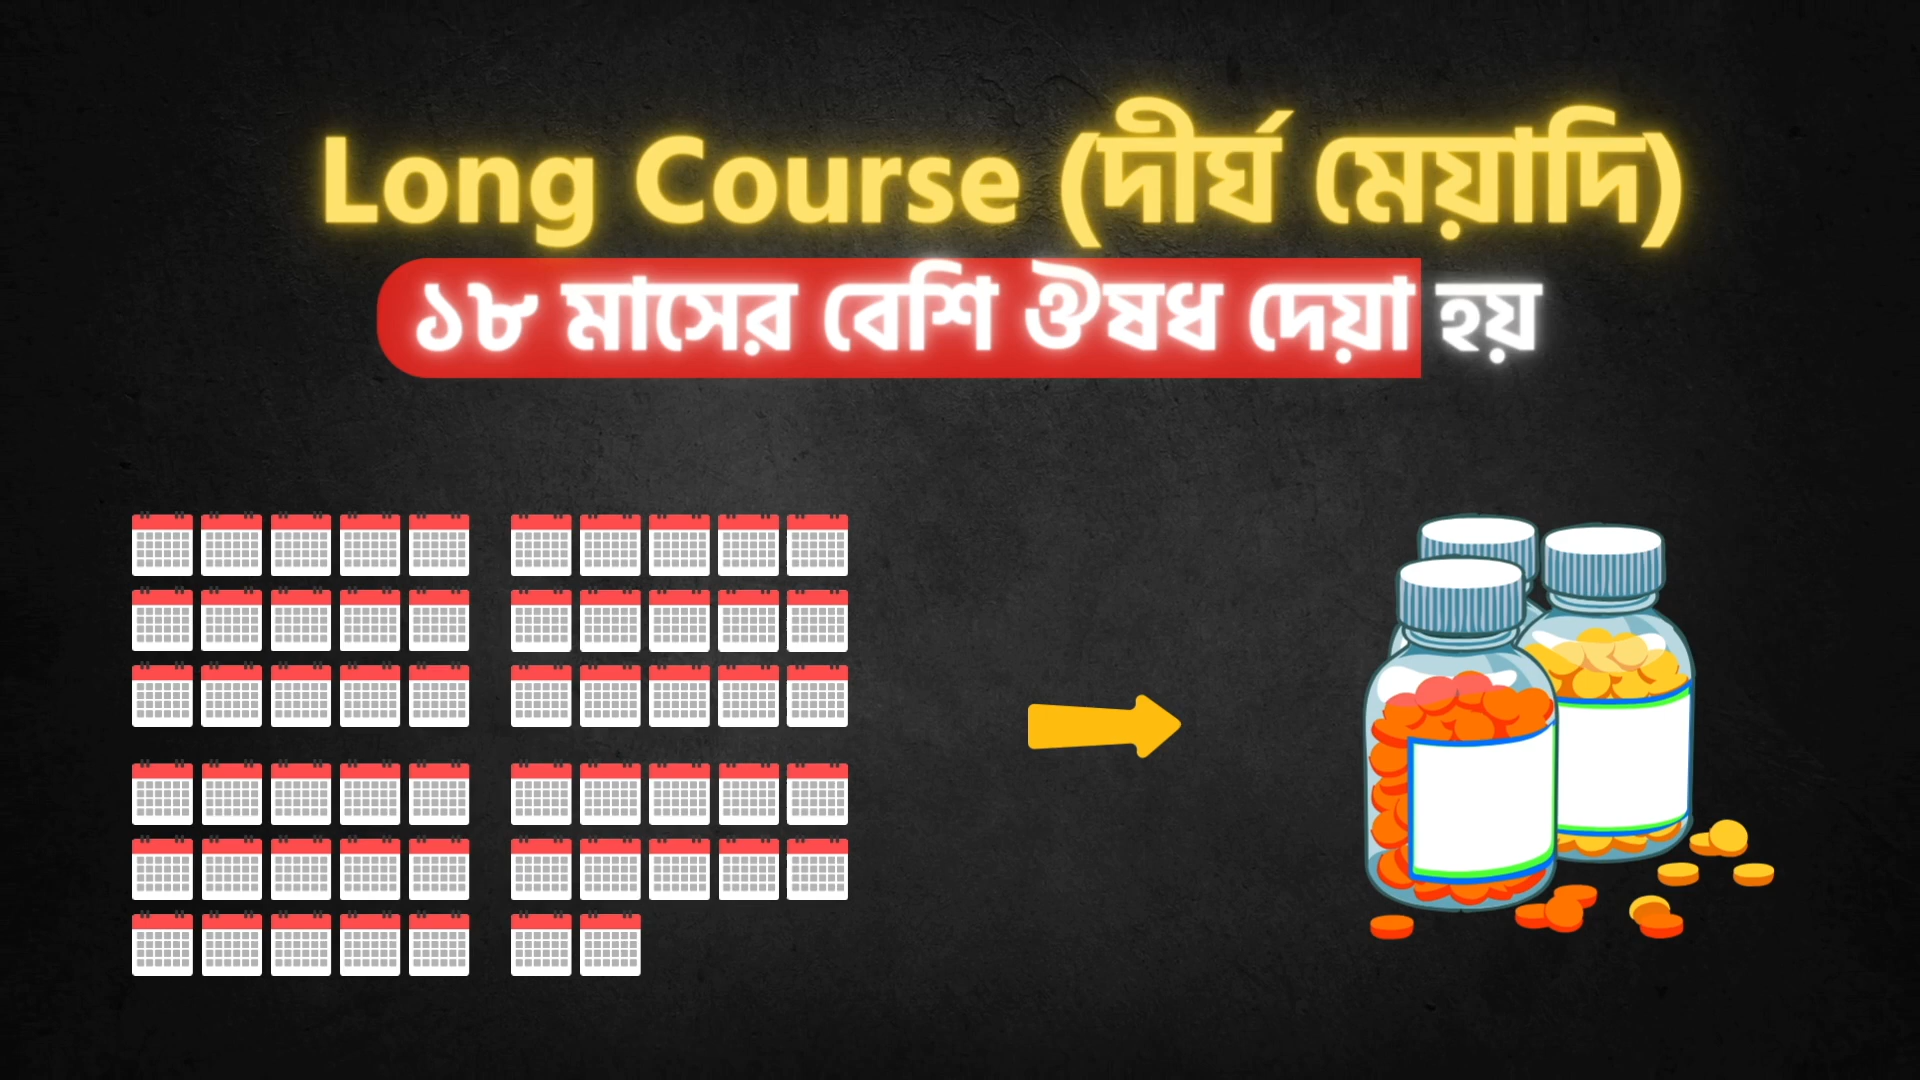 Long Course (দীর্ঘ মেয়াদি)
১৮ মাসের বেশি ঔষধ দেয়া হয়